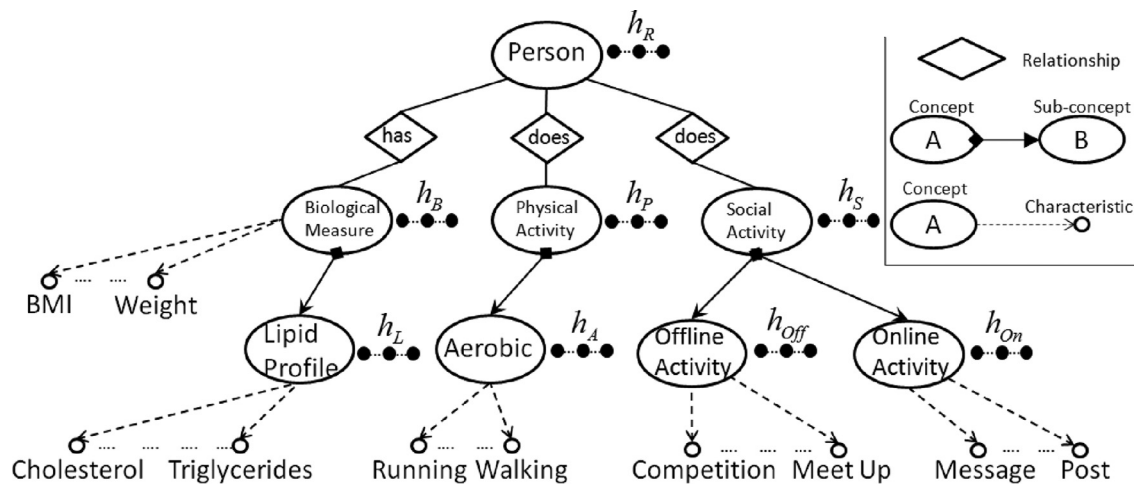 Person
h_R
Relationship
Concept
Sub-concept
A
B
has
does
does
Concept
A
Characteristic
Biological
Measure
h_B
Physical
Activity
h_P
Social
Activity
h_S
BMI
.... ....
Weight
Lipid
Profile
h_L
Aerobic
h_A
Offline
Activity
h_Off
Online
Activity
h_On
Cholesterol
.... .... ....
Triglycerides
Running
....
Walking
Competition
.... .... ....
Meet Up
Message
.... ....
Post